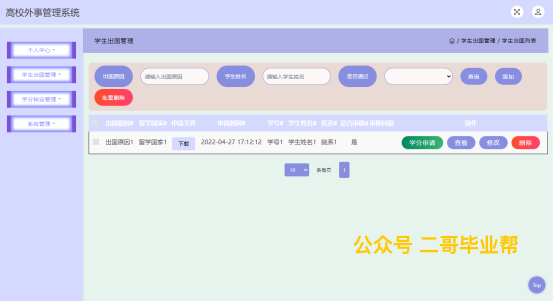 高校外事管理系统
个人中心
学生出国管理
学分转业管理
系统管理
学生出国管理
/ 学生出国管理 / 学生出国列表
出国原因 请输入出国原因 学生姓名 请输入学生姓名 是否通过 查询 添加
批量删除
出国原因 留学国家 申请文件 申请时间 学号 学生姓名 院系 是否审核 审核回复 操作
出国原因1 留学国家1 下载 2022-04-27 17:12:12 学号1 学生姓名1 院系1 是 学分申请 查看 修改 删除
10 条每页 1
公众号 二哥毕业帮
Top